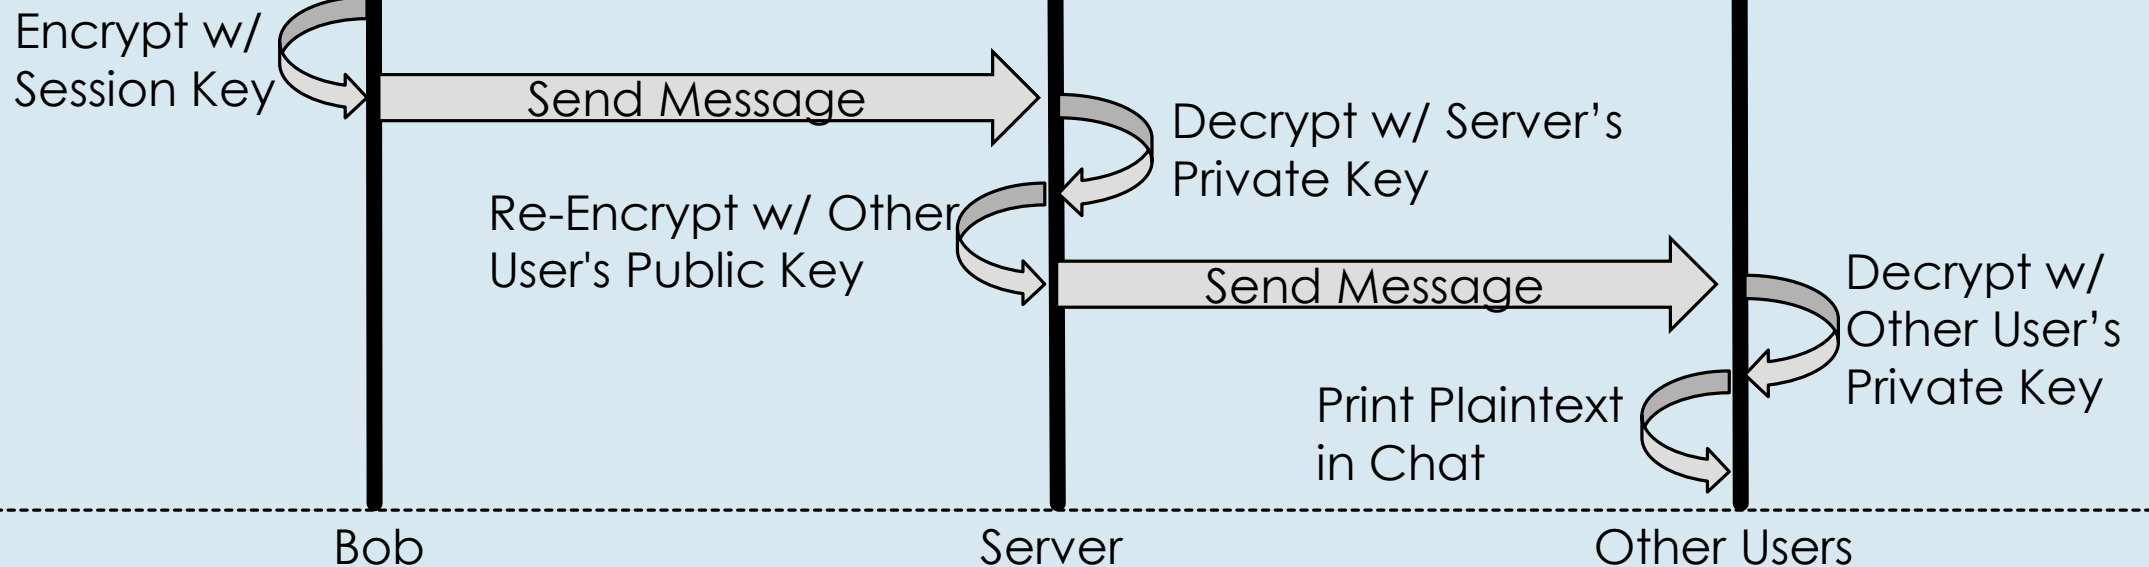 Encrypt w/
Session Key
Send Message
Decrypt w/ Server’s
Private Key
Re-Encrypt w/ Other
User's Public Key
Send Message
Decrypt w/
Other User’s
Private Key
Print Plaintext
in Chat
Bob
Server
Other Users